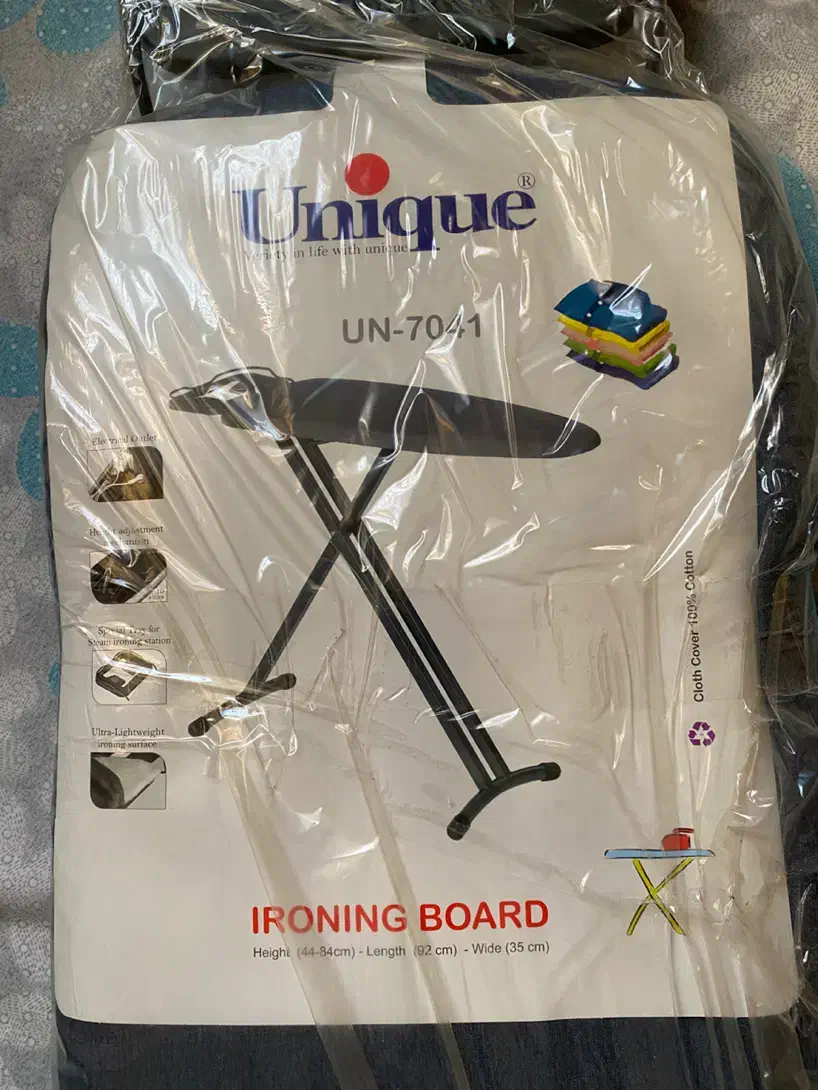 Unique®
Variety in life with unique
UN-7041
Electrical Outlet
Height adjustment
mechanism
Special Tray for
Steam ironing station
Ultra-Lightweight
ironing surface
Cloth Cover 100% Cotton
IRONING BOARD
Height (44-84cm) - Length (92 cm) - Wide (35 cm)